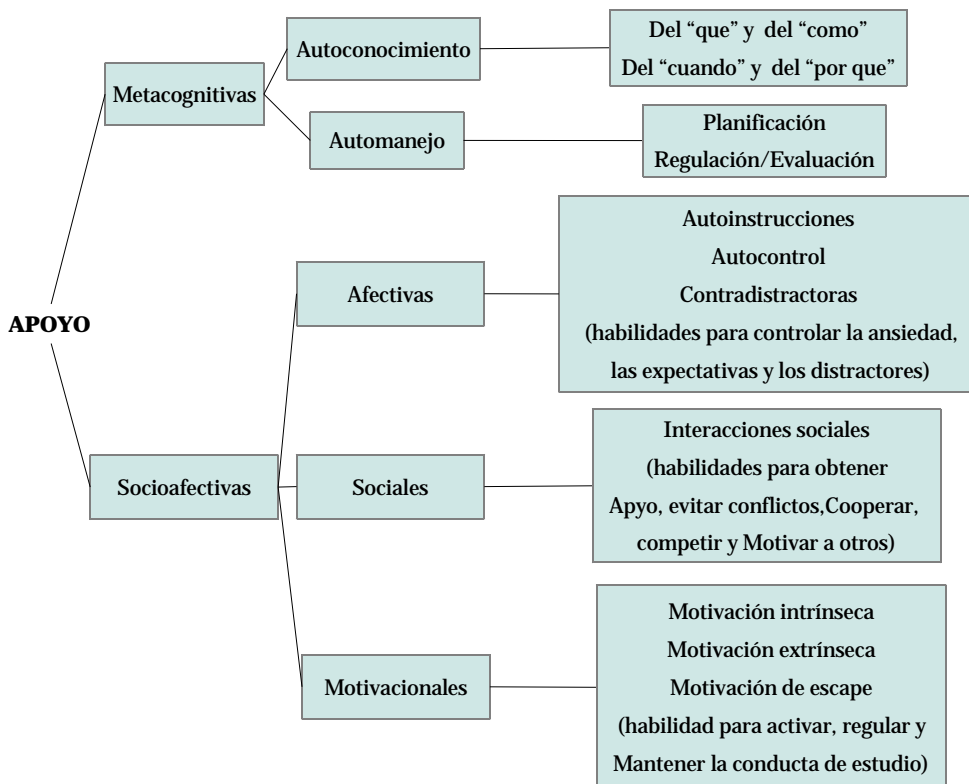 Autoconocimiento
Del “que” y del “como”
Del “cuando” y del “por que”
Metacognitivas
Automanejo
Planificación
Regulación/Evaluación
APOYO
Afectivas
Autoinstrucciones
Autocontrol
Contradistractoras
(habilidades para controlar la ansiedad,
las expectativas y los distractores)
Socioafectivas
Sociales
Interacciones sociales
(habilidades para obtener
Apyo, evitar conflictos,Cooperar,
competir y Motivar a otros)
Motivacionales
Motivación intrínseca
Motivación extrínseca
Motivación de escape
(habilidad para activar, regular y
Mantener la conducta de estudio)